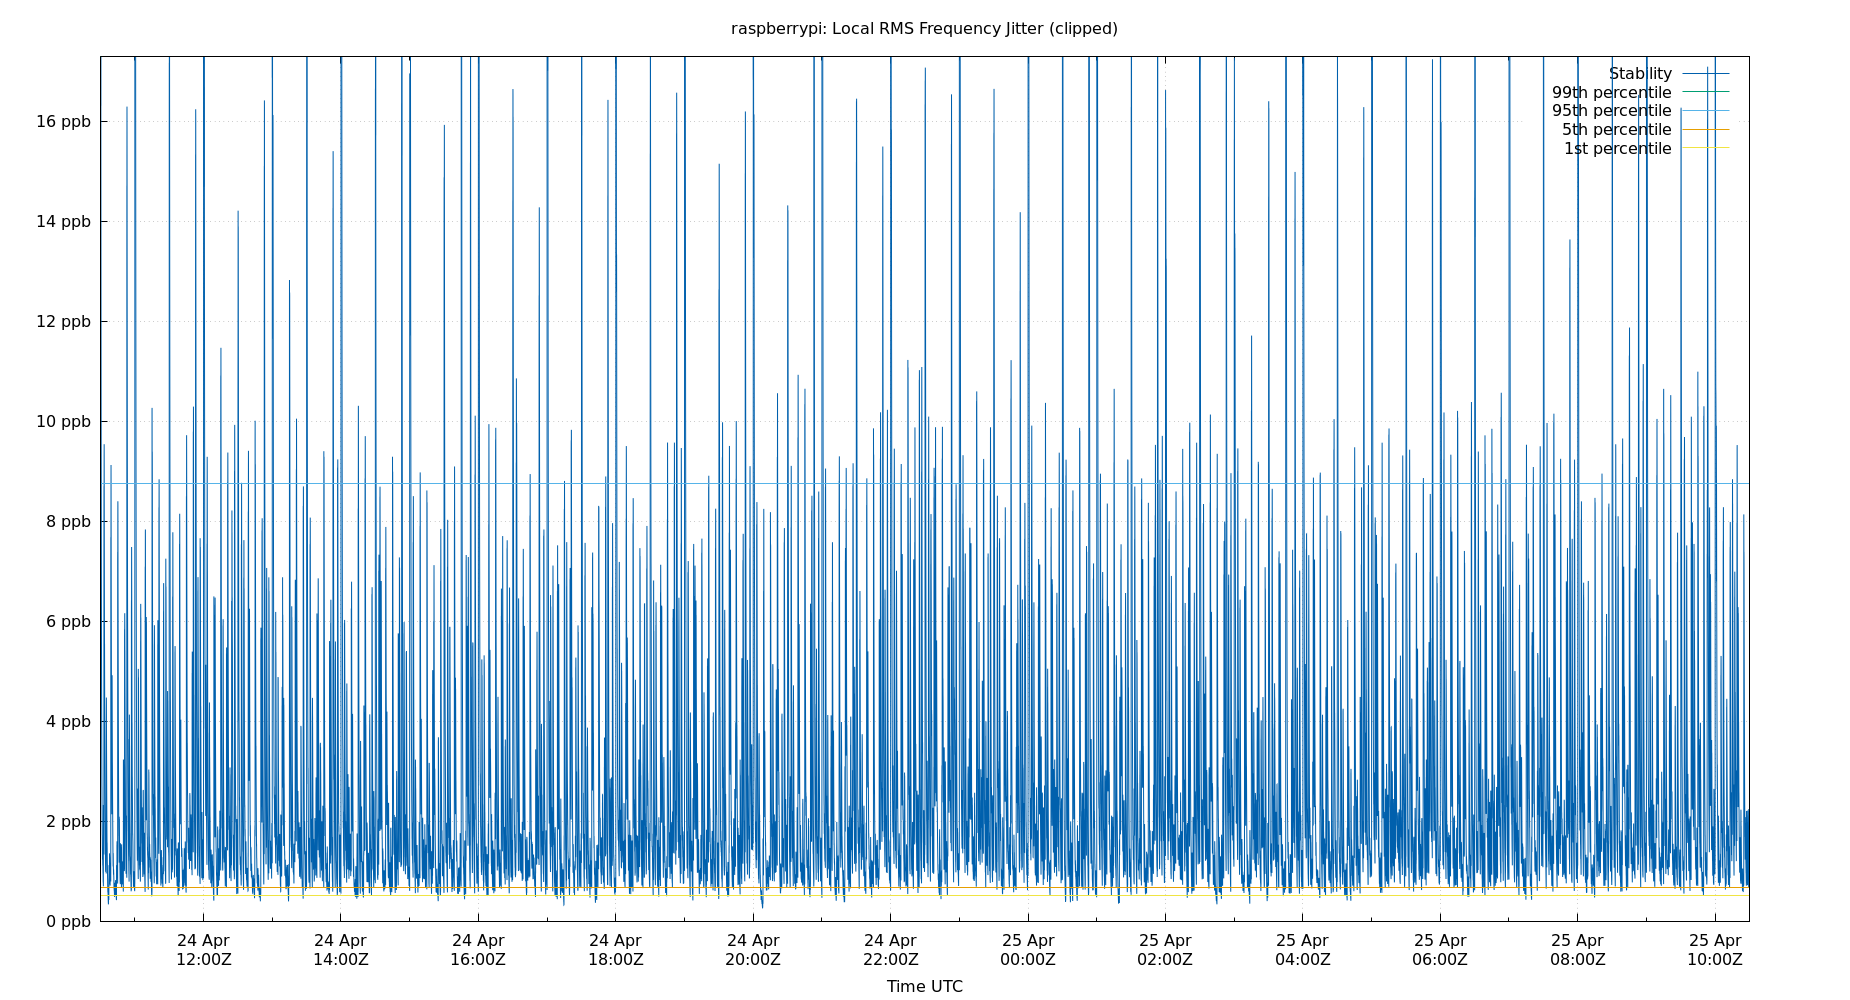 raspberrypi: Local RMS Frequency Jitter (clipped)
Stability
99th percentile
95th percentile
5th percentile
1st percentile
16 ppb
14 ppb
12 ppb
10 ppb
8 ppb
6 ppb
4 ppb
2 ppb
0 ppb
24 Apr 24 Apr 24 Apr 24 Apr 24 Apr 24 Apr 25 Apr 25 Apr 25 Apr 25 Apr 25 Apr 25 Apr
12:00Z 14:00Z 16:00Z 18:00Z 20:00Z 22:00Z 00:00Z 02:00Z 04:00Z 06:00Z 08:00Z 10:00Z
Time UTC